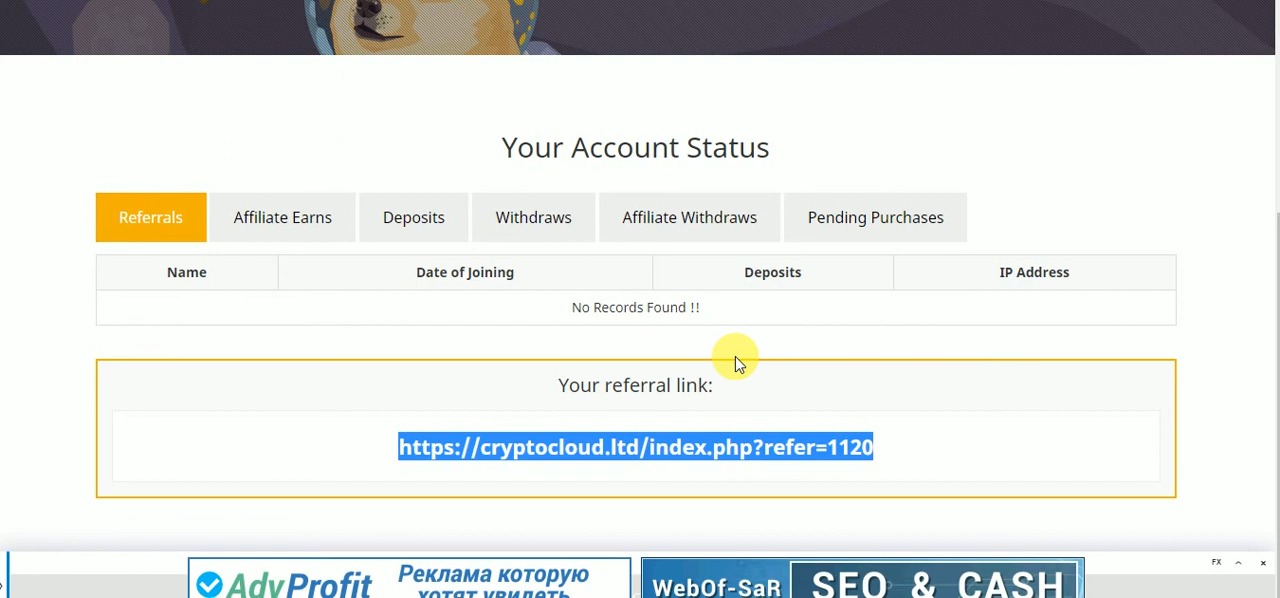 Your Account Status
Referrals Affiliate Earns Deposits Withdraws Affiliate Withdraws Pending Purchases
Name Date of Joining Deposits IP Address
No Records Found !!
Your referral link:
https://cryptocloud.ltd/index.php?refer=1120
FX
AdvProfit Реклама которую
хотят увидеть
WebOf-SaR SEO & CASH